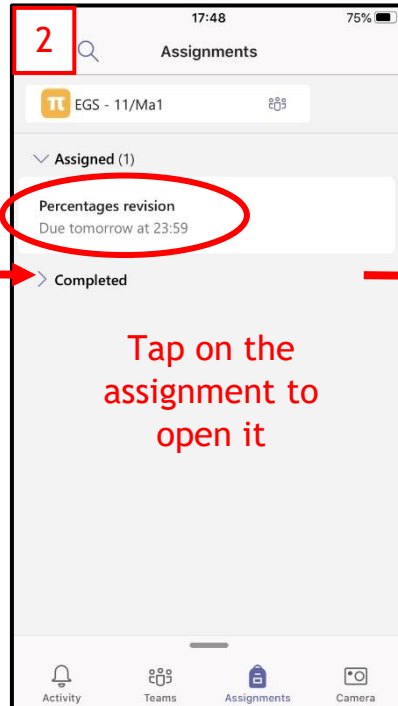 2
17:48
75%
Assignments
π EGS - 11/Ma1
Assigned (1)
Percentages revision
Due tomorrow at 23:59
Completed
Tap on the
assignment to
open it
Activity Teams Assignments Camera